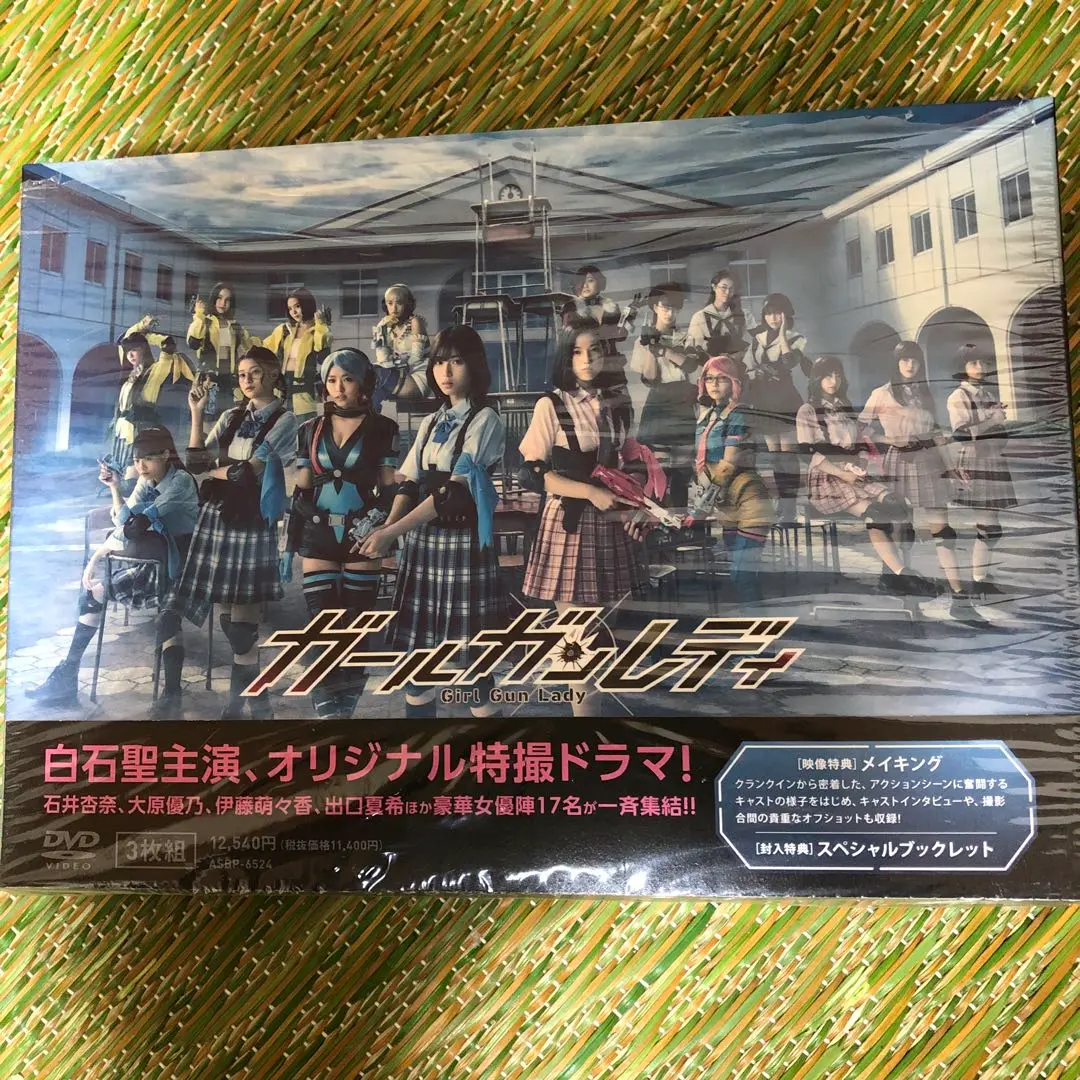 ガールガンレディ
Girl Gun Lady
白石聖主演、オリジナル特撮ドラマ!
石井杏奈、大原優乃、伊藤萌々香、出口夏希ほか豪華女優陣17名が一斉集結!!
DVD
VIDEO
3枚組
12,540円(税抜価格11,400円)
ASBP-6524
[映像特典]メイキング
クランクインから密着した、アクションシーンに奮闘する
キャストの様子をはじめ、キャストインタビューや、撮影
合間の貴重なオフショットも収録!
[封入特典]スペシャルブックレット